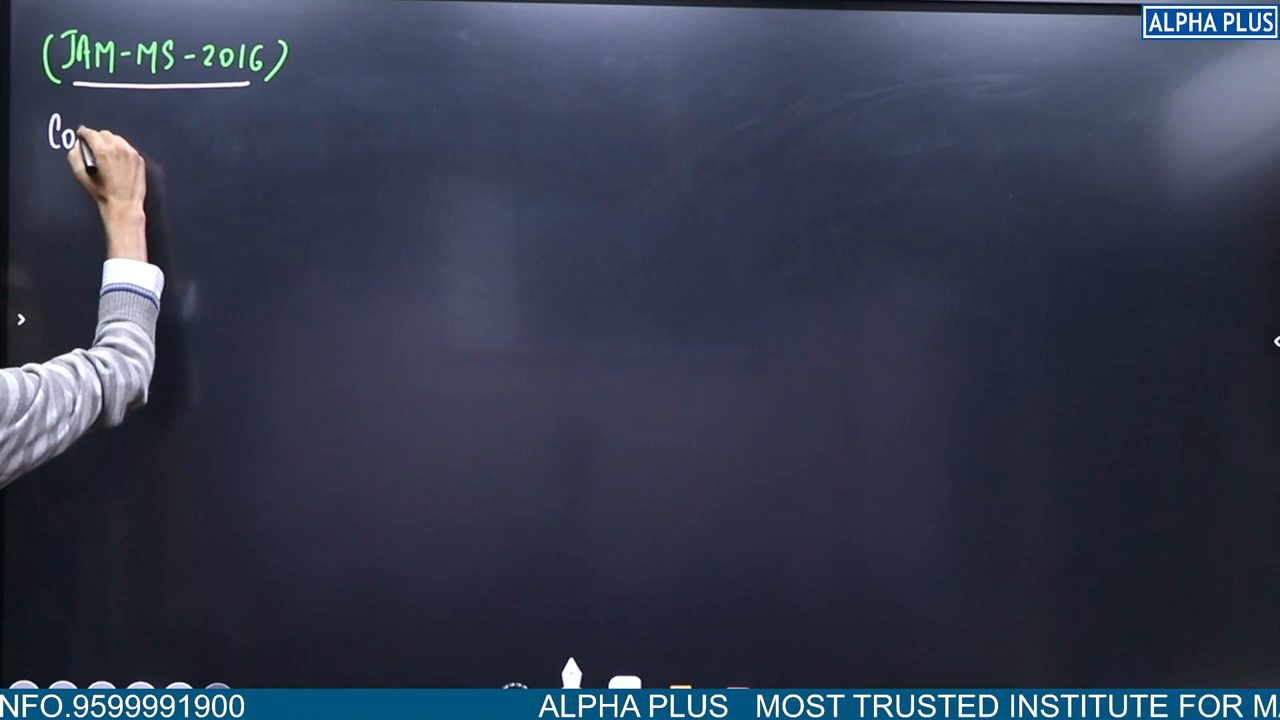 ALPHA PLUS
(JAM-MS-2016)
Co
NFO.9599991900 ALPHA PLUS MOST TRUSTED INSTITUTE FOR M